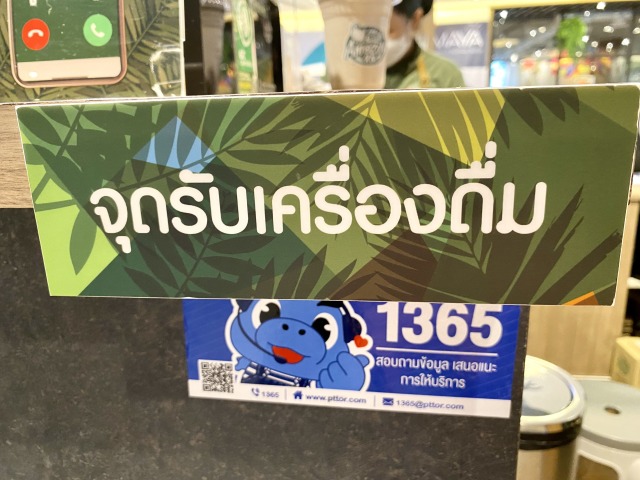 จุดรับเครื่องดื่ม
1365
สอบถามข้อมูล เสนอแนะ
การให้บริการ
1365 www.pttor.com 1365@pttor.com